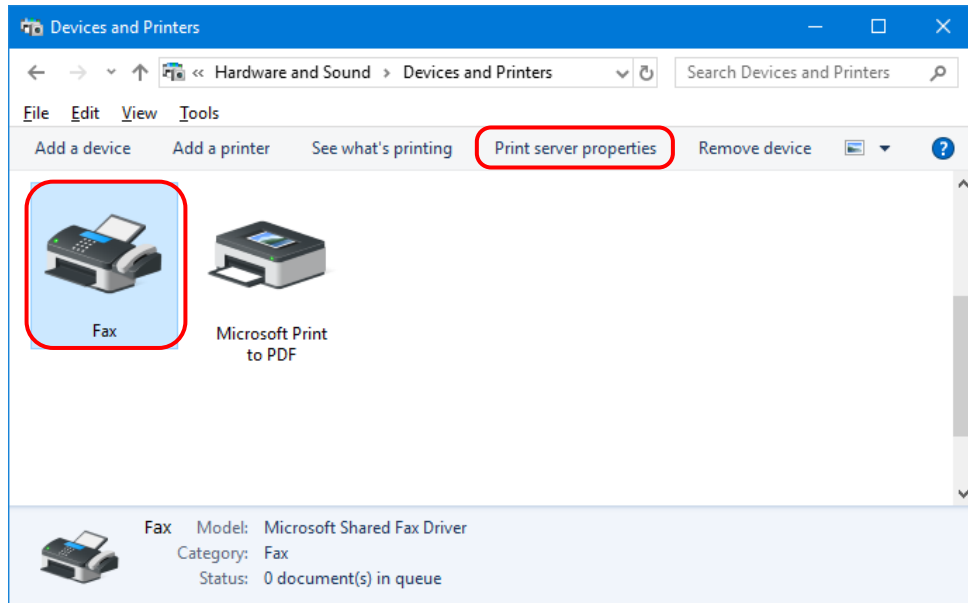 Devices and Printers
« Hardware and Sound › Devices and Printers
Search Devices and Printers
File Edit View Tools
Add a device Add a printer See what's printing Print server properties Remove device ?
Fax
Microsoft Print
to PDF
Fax Model: Microsoft Shared Fax Driver
Category: Fax
Status: 0 document(s) in queue